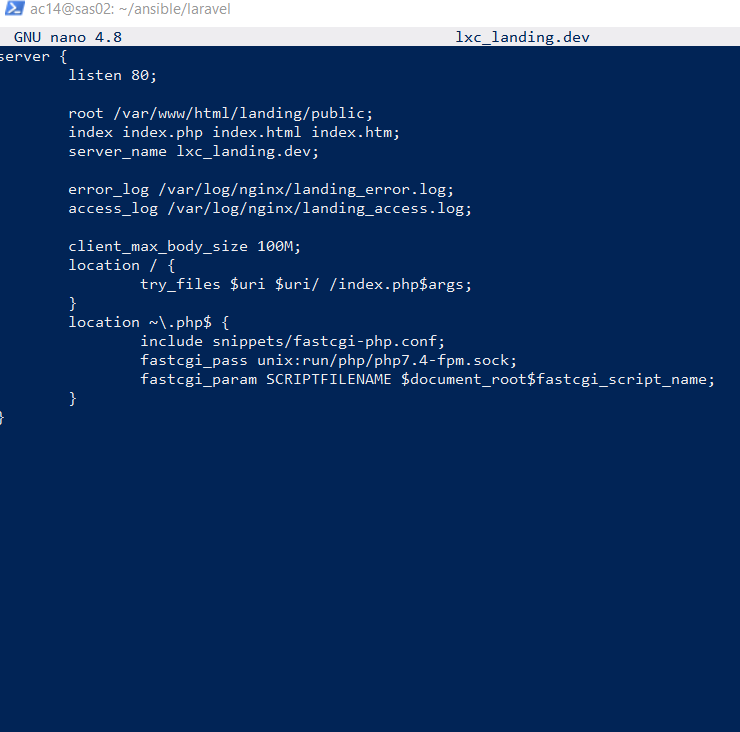 ac14@sas02: ~/ansible/laravel
GNU nano 4.8 lxc_landing.dev
server {
listen 80;
root /var/www/html/landing/public;
index index.php index.html index.htm;
server_name lxc_landing.dev;
error_log /var/log/nginx/landing_error.log;
access_log /var/log/nginx/landing_access.log;
client_max_body_size 100M;
location / {
try_files $uri $uri/ /index.php$args;
}
location ~\.php$ {
include snippets/fastcgi-php.conf;
fastcgi_pass unix:run/php/php7.4-fpm.sock;
fastcgi_param SCRIPTFILENAME $document_root$fastcgi_script_name;
}
}